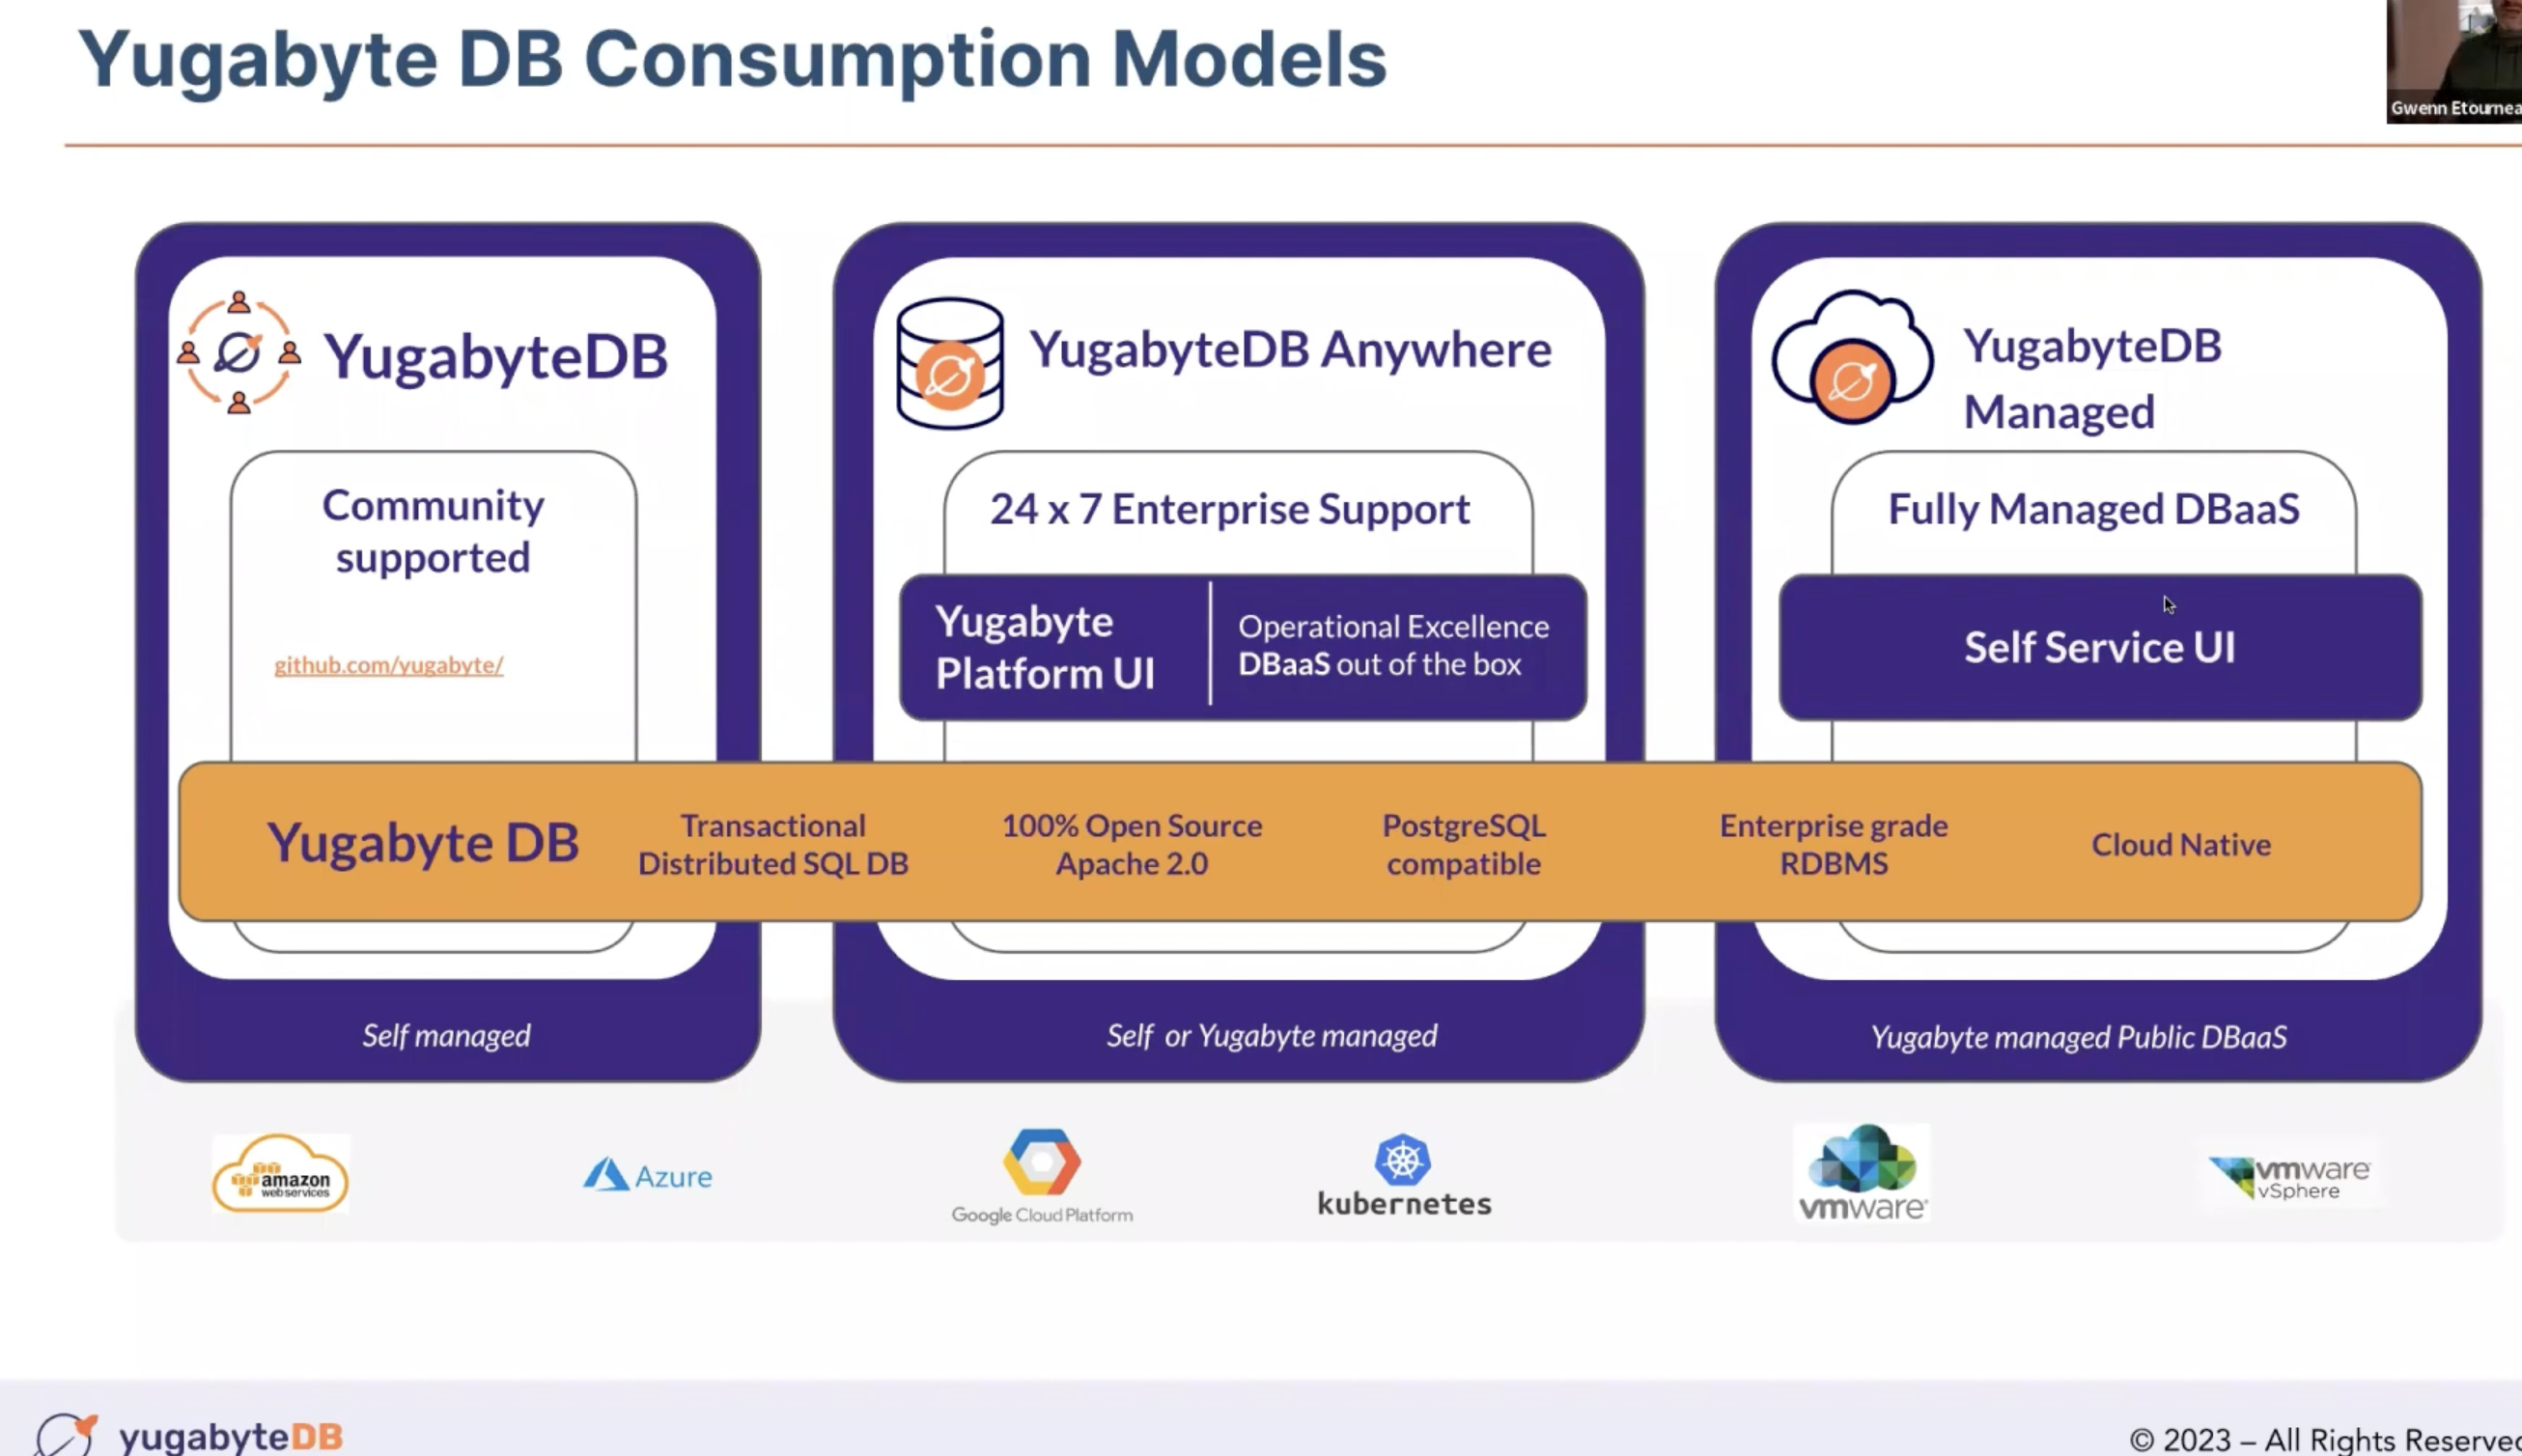 Yugabyte DB Consumption Models
Gwenn Etournea
YugabyteDB
Community
supported
github.com/yugabyte/
YugabyteDB Anywhere
24 x 7 Enterprise Support
Yugabyte
Platform UI
Operational Excellence
DBaaS out of the box
YugabyteDB
Managed
Fully Managed DBaaS
Self Service UI
Yugabyte DB
Transactional
Distributed SQL DB
100% Open Source
Apache 2.0
PostgreSQL
compatible
Enterprise grade
RDBMS
Cloud Native
Self managed
Self or Yugabyte managed
Yugabyte managed Public DBaaS
amazon
web services
Azure
Google Cloud Platform
kubernetes
vmware
vmware
vSphere
yugabyteDB
© 2023 – All Rights Reserved